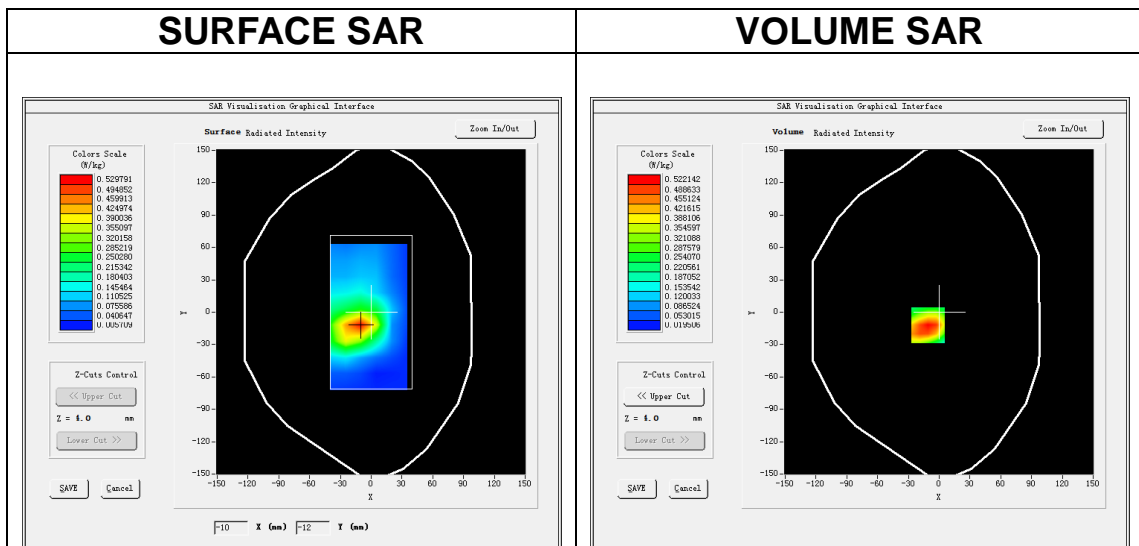 SURFACE SAR
VOLUME SAR
SAR Visualisation Graphical Interface
Surface Radiated Intensity
Zoom In/Out
Colors Scale
(W/kg)
0.529791
0.494852
0.459913
0.424974
0.390036
0.355097
0.320158
0.285219
0.250280
0.215342
0.180403
0.145464
0.110525
0.075586
0.040647
0.005709
150
120
90
60
30
0
-30
-60
-90
-120
-150
Y
-150 -120 -90 -60 -30 0 30 60 90 120 150
X
Z-Cuts Control
<< Upper Cut
Z = 4.0 mm
Lower Cut >>
SAVE
Cancel
-10 X (mm) -12 Y (mm)
SAR Visualisation Graphical Interface
Volume Radiated Intensity
Zoom In/Out
Colors Scale
(W/kg)
0.522142
0.488633
0.455124
0.421615
0.388106
0.354597
0.321088
0.287579
0.254070
0.220561
0.187052
0.153542
0.120033
0.086524
0.053015
0.019506
150
120
90
60
30
0
-30
-60
-90
-120
-150
Y
-150 -120 -90 -60 -30 0 30 60 90 120 150
X
Z-Cuts Control
<< Upper Cut
Z = 4.0 mm
Lower Cut >>
SAVE
Cancel